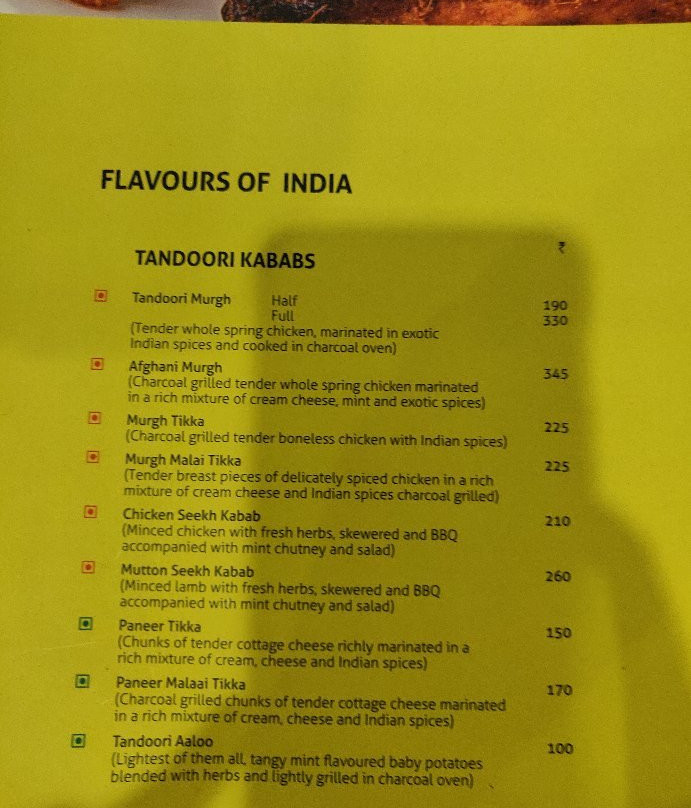 FLAVOURS OF INDIA
₹
TANDOORI KABABS
Tandoori Murgh Half 190
Full 330
(Tender whole spring chicken, marinated in exotic
Indian spices and cooked in charcoal oven)
Afghani Murgh 345
(Charcoal grilled tender whole spring chicken marinated
in a rich mixture of cream cheese, mint and exotic spices)
Murgh Tikka 225
(Charcoal grilled tender boneless chicken with Indian spices)
Murgh Malai Tikka 225
(Tender breast pieces of delicately spiced chicken in a rich
mixture of cream cheese and Indian spices charcoal grilled)
Chicken Seekh Kabab 210
(Minced chicken with fresh herbs, skewered and BBQ
accompanied with mint chutney and salad)
Mutton Seekh Kabab 260
(Minced lamb with fresh herbs, skewered and BBQ
accompanied with mint chutney and salad)
Paneer Tikka 150
(Chunks of tender cottage cheese richly marinated in a
rich mixture of cream, cheese and Indian spices)
Paneer Malaai Tikka 170
(Charcoal grilled chunks of tender cottage cheese marinated
in a rich mixture of cream, cheese and Indian spices)
Tandoori Aaloo 100
(Lightest of them all, tangy mint flavoured baby potatoes
blended with herbs and lightly grilled in charcoal oven)